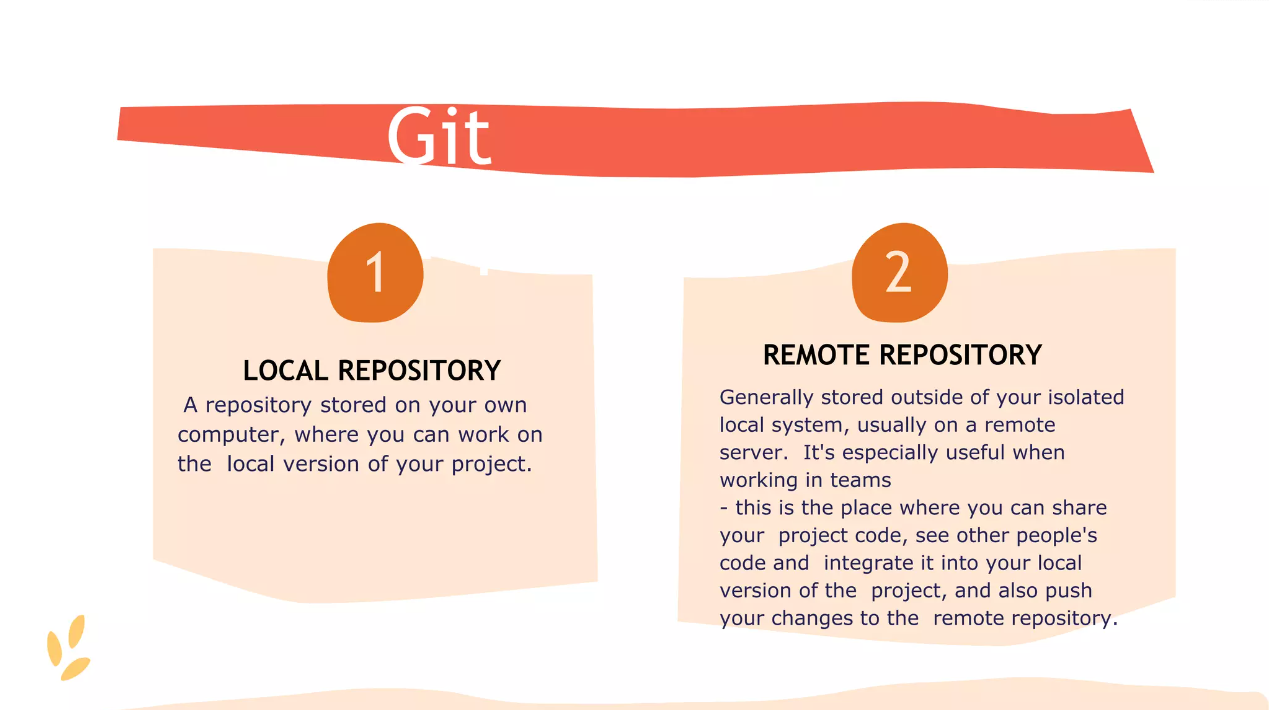 Git
1
LOCAL REPOSITORY
A repository stored on your own
computer, where you can work on
the  local version of your project.
2
REMOTE REPOSITORY
Generally stored outside of your isolated
local system, usually on a remote
server.  It's especially useful when
working in teams
- this is the place where you can share
your  project code, see other people's
code and  integrate it into your local
version of the  project, and also push
your changes to the  remote repository.